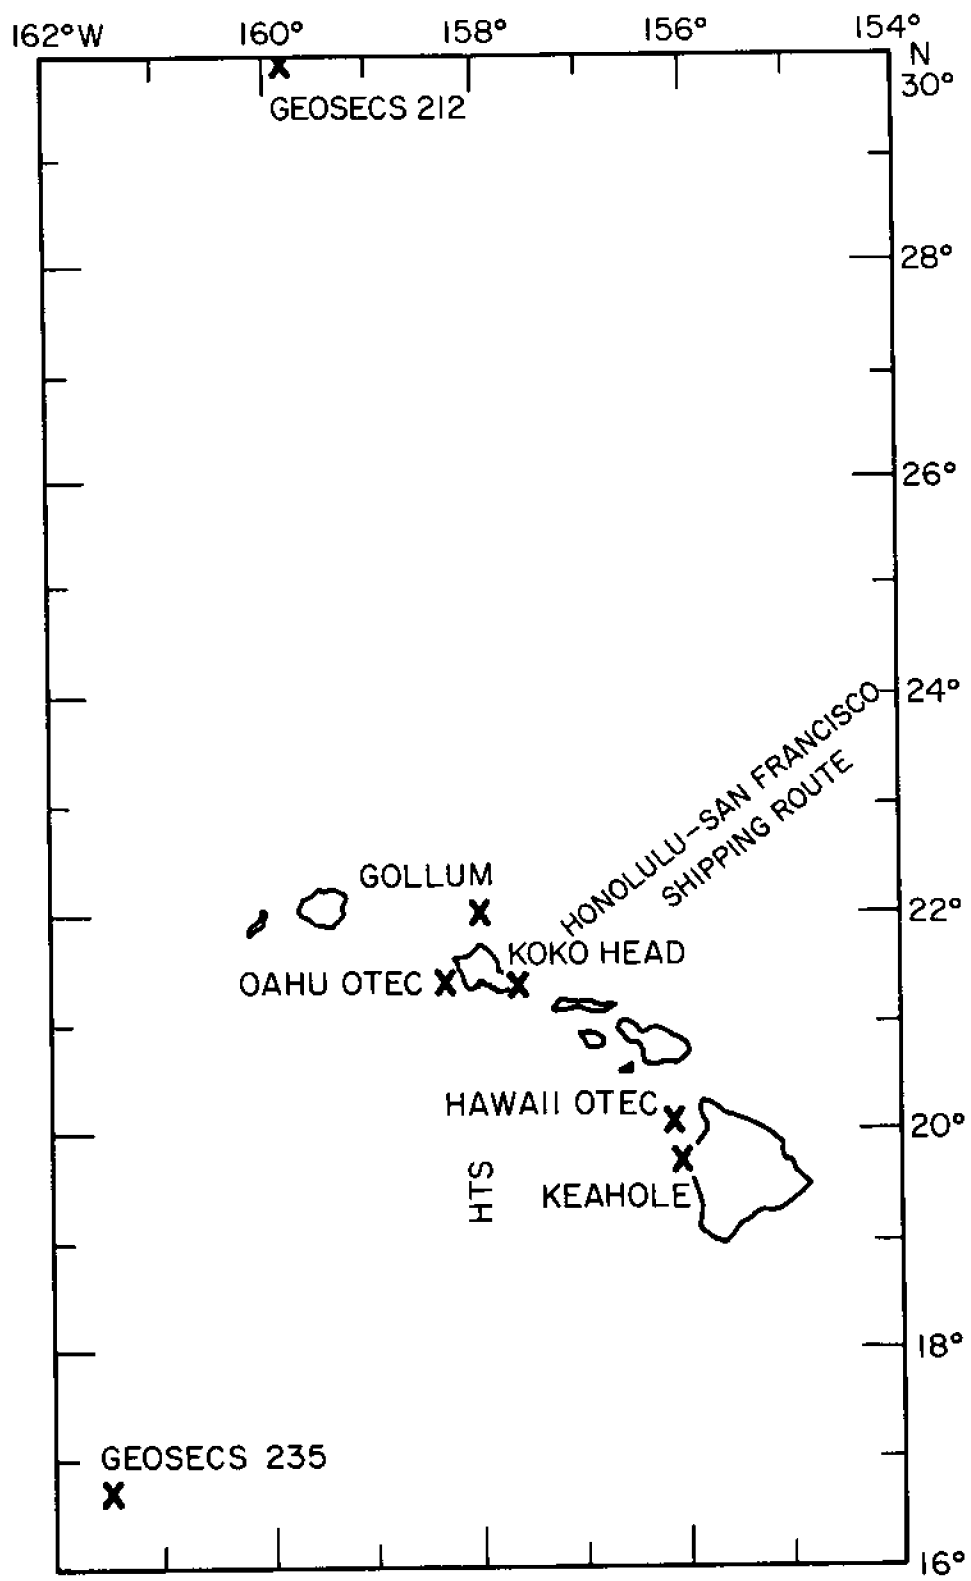 162°W 160° 158° 156° 154°
N
30°
GEOSECS 212
28°
26°
24°
HONOLULU-SAN FRANCISCO
SHIPPING ROUTE
GOLLUM
22°
KOKO HEAD
OAHU OTEC
HAWAII OTEC
20°
HTS
KEAHOLE
18°
GEOSECS 235
16°